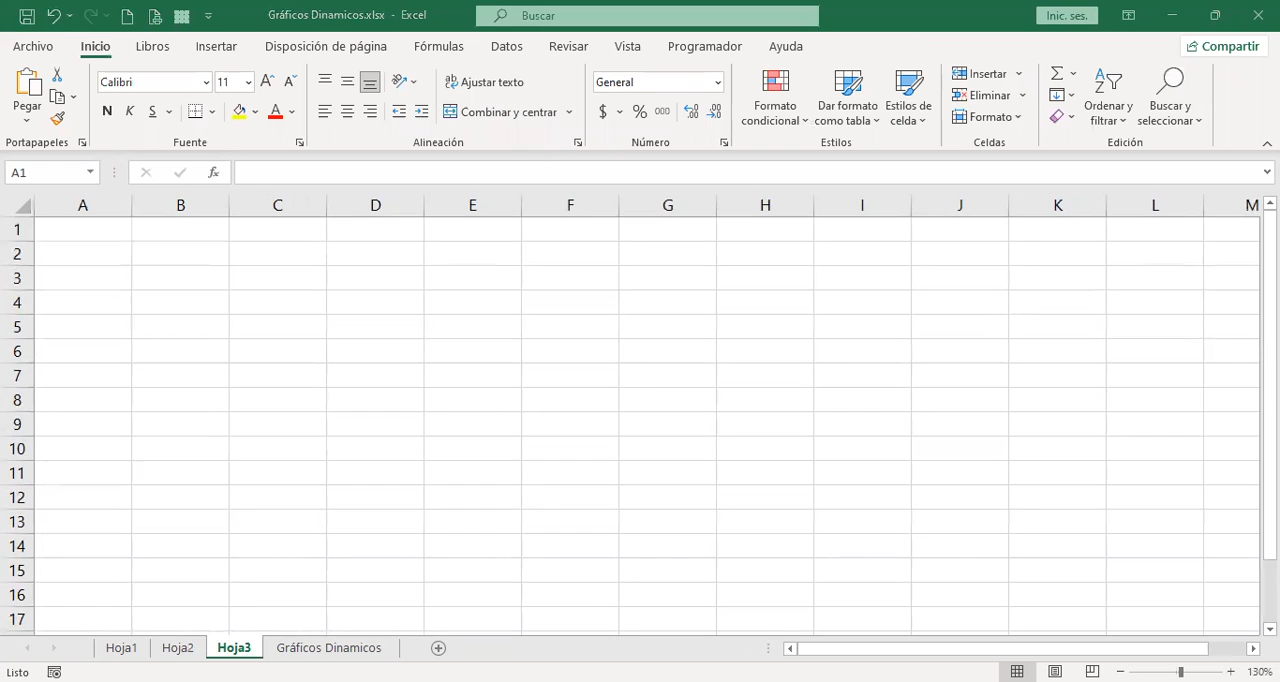 Gráficos Dinamicos.xlsx - Excel
Buscar
Inic. ses.
Archivo Inicio Libros Insertar Disposición de página Fórmulas Datos Revisar Vista Programador Ayuda
Compartir
Pegar
Portapapeles
Calibri 11
N K S A
Fuente
Ajustar texto
Combinar y centrar
Alineación
General
$ % 000
Número
Formato condicional
Dar formato como tabla
Estilos de celda
Estilos
Insertar
Eliminar
Formato
Celdas
Ordenar y filtrar
Buscar y seleccionar
Edición
A1
fx
A B C D E F G H I J K L M
1
2
3
4
5
6
7
8
9
10
11
12
13
14
15
16
17
Hoja1 Hoja2 Hoja3 Gráficos Dinamicos
Listo
130%